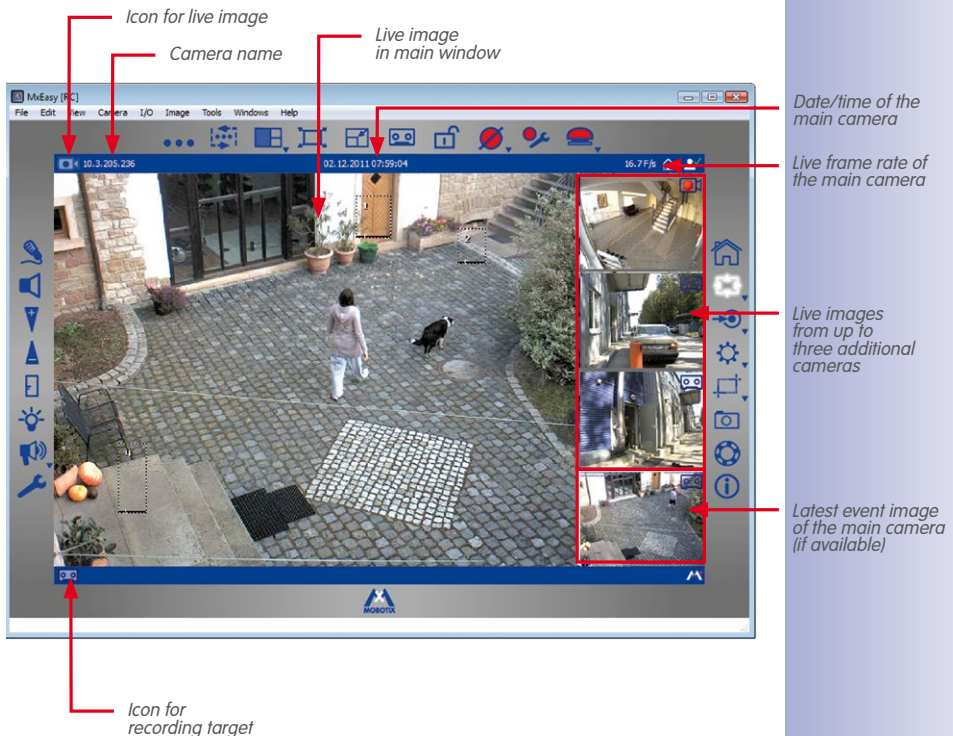 Icon for live image
Camera name
Live image
in main window
MxEasy [RC]
File Edit View Camera I/O Image Tools Windows Help
10.3.205.236
02.12.2011 07:59:04
16.7 F/s
1
2
Date/time of the
main camera
Live frame rate of
the main camera
Live images
from up to
three additional
cameras
Latest event image
of the main camera
(if available)
MOBOTIX
Icon for
recording target